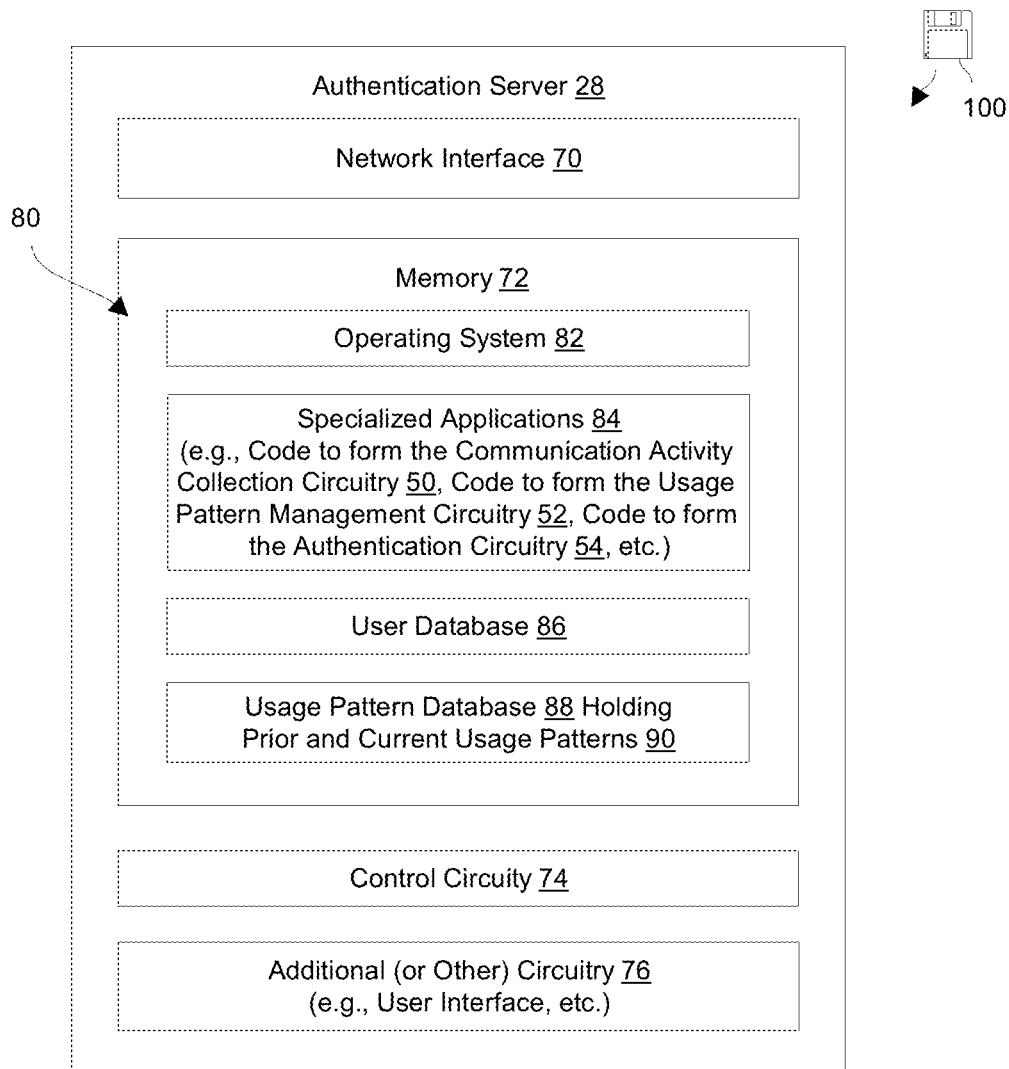 100
Authentication Server 28
Network Interface 70
80
Memory 72
Operating System 82
Specialized Applications 84
(e.g., Code to form the Communication Activity
Collection Circuitry 50, Code to form the Usage
Pattern Management Circuitry 52, Code to form
the Authentication Circuitry 54, etc.)
User Database 86
Usage Pattern Database 88 Holding
Prior and Current Usage Patterns 90
Control Circuity 74
Additional (or Other) Circuitry 76
(e.g., User Interface, etc.)